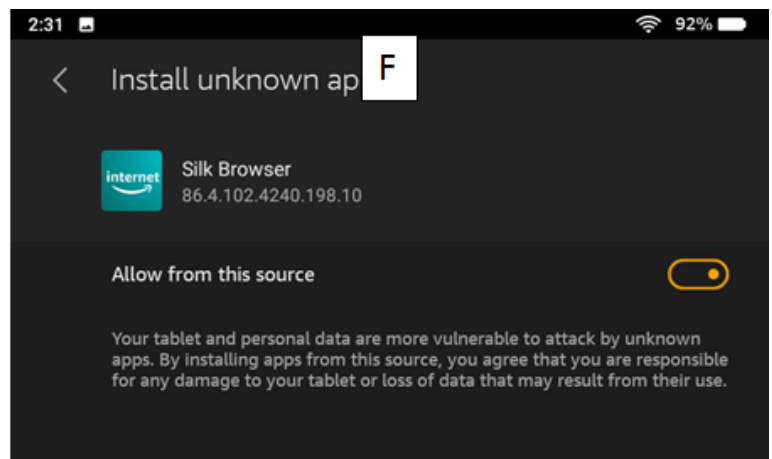 2:31
92%
Install unknown ap
F
internet
Silk Browser
86.4.102.4240.198.10
Allow from this source
Your tablet and personal data are more vulnerable to attack by unknown
apps. By installing apps from this source, you agree that you are responsible
for any damage to your tablet or loss of data that may result from their use.